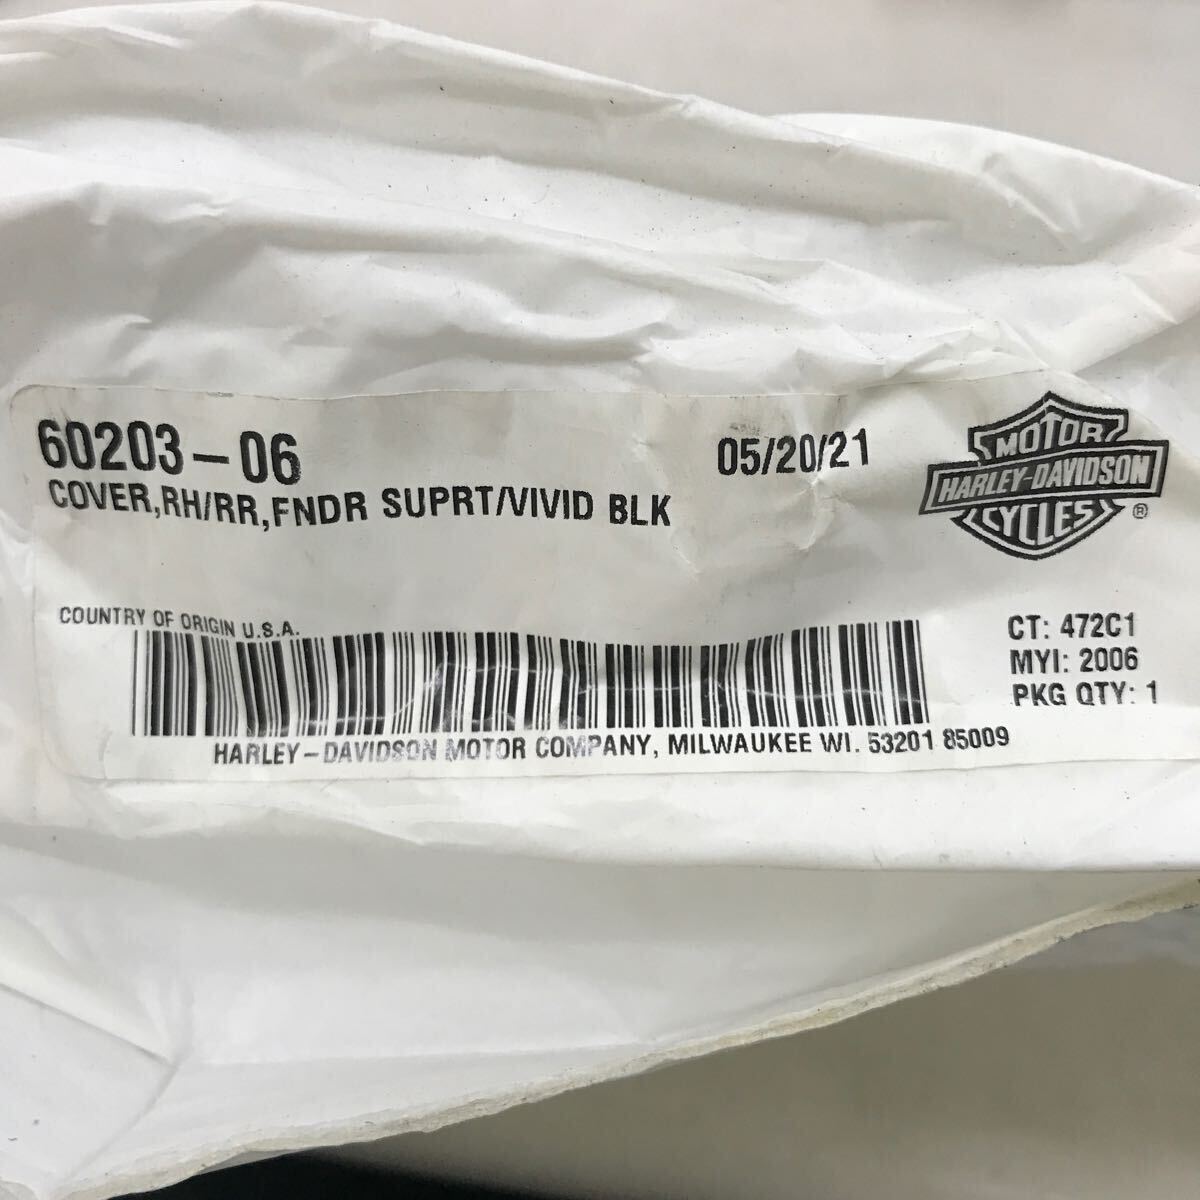 60203-06
05/20/21
COVER,RH/RR,FNDR SUPRT/VIVID BLK
MOTOR
HARLEY-DAVIDSON
CYCLES
®
COUNTRY OF ORIGIN U.S.A.
CT: 472C1
MYI: 2006
PKG QTY: 1
HARLEY-DAVIDSON MOTOR COMPANY, MILWAUKEE WI. 53201 85009